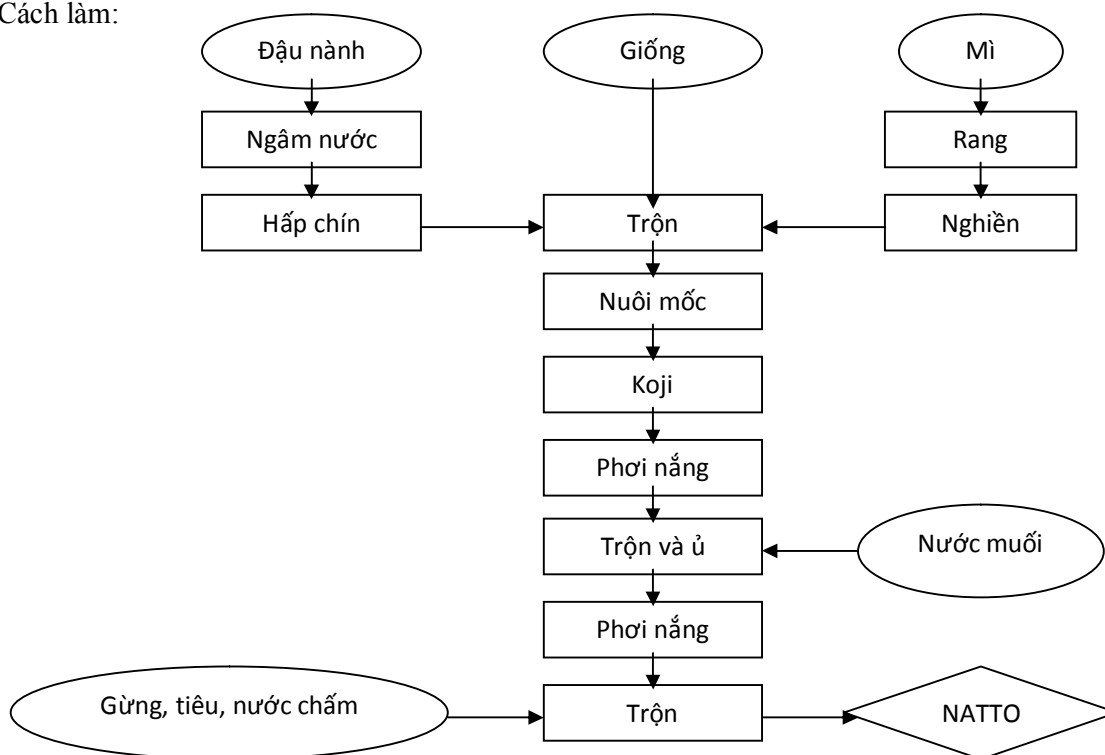 Cách làm:
Đậu nành Giống Mì
Ngâm nước Rang
Hấp chín Trộn Nghiền
Nuôi mốc
Koji
Phơi nắng
Trộn và ủ Nước muối
Phơi nắng
Gừng, tiêu, nước chấm Trộn NATTO